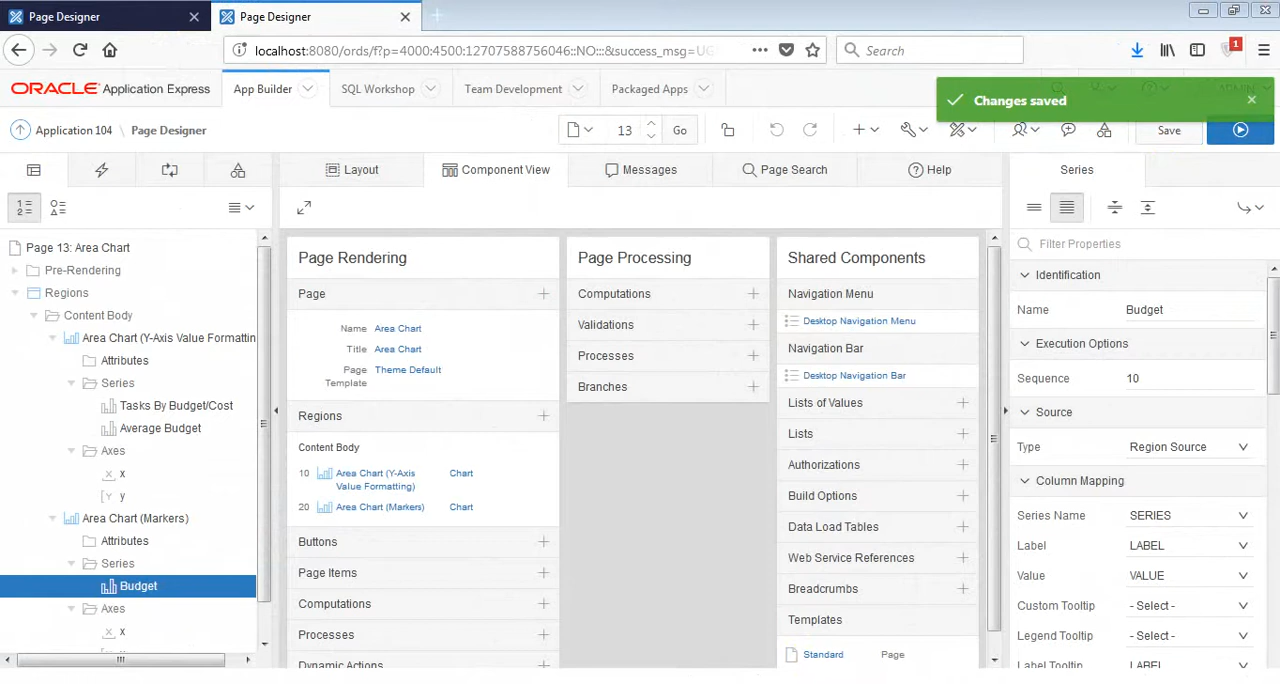 Page Designer
Page Designer
localhost:8080/ords/f?p=4000:4500:12707588756046::NO:::&success_msg=UG
Search
1
ORACLE Application Express
App Builder
SQL Workshop
Team Development
Packaged Apps
Changes saved
Application 104
Page Designer
13
Go
Save
Layout
Component View
Messages
Page Search
Help
Series
Filter Properties
Page 13: Area Chart
Pre-Rendering
Regions
Content Body
Area Chart (Y-Axis Value Formattin
Attributes
Series
Tasks By Budget/Cost
Average Budget
Axes
x
y
Area Chart (Markers)
Attributes
Series
Budget
Axes
x
Page Rendering
Page
Name Area Chart
Title Area Chart
Page Theme Default
Template
Regions
Content Body
10 Area Chart (Y-Axis Chart
Value Formatting)
20 Area Chart (Markers) Chart
Buttons
Page Items
Computations
Processes
Dynamic Actions
Page Processing
Computations
Validations
Processes
Branches
Shared Components
Navigation Menu
Desktop Navigation Menu
Navigation Bar
Desktop Navigation Bar
Lists of Values
Lists
Authorizations
Build Options
Data Load Tables
Web Service References
Breadcrumbs
Templates
Standard Page
Identification
Name Budget
Execution Options
Sequence 10
Source
Type Region Source
Column Mapping
Series Name SERIES
Label LABEL
Value VALUE
Custom Tooltip - Select -
Legend Tooltip - Select -
Label Tooltip LABEL